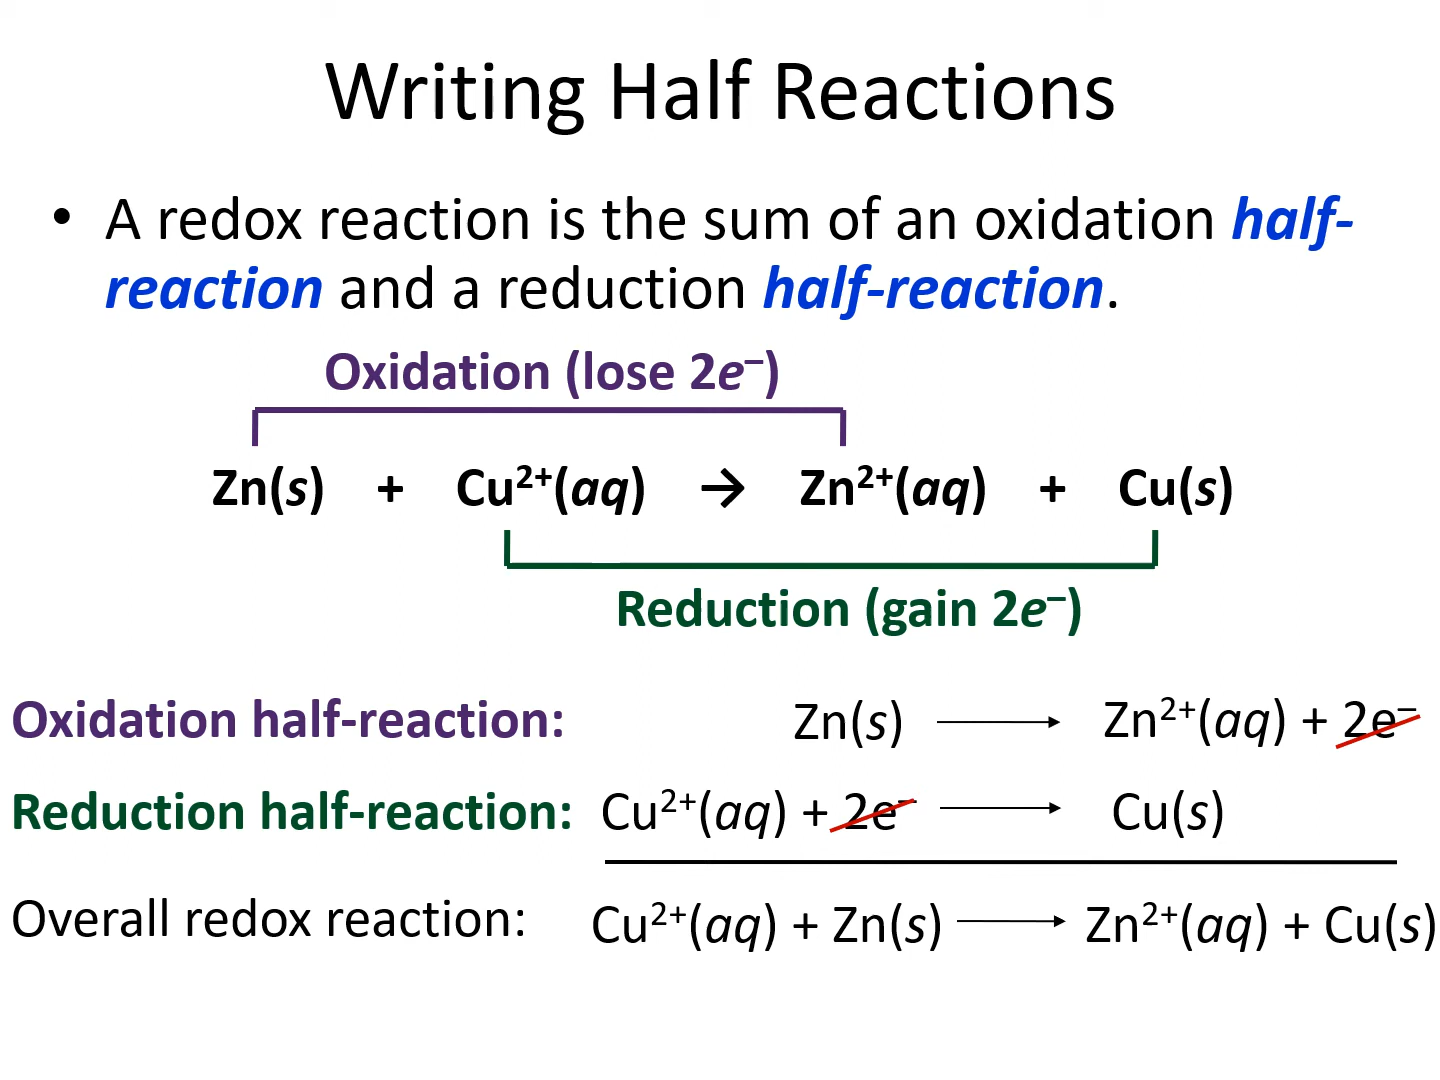 Writing Half Reactions
• A redox reaction is the sum of an oxidation half-
reaction and a reduction half-reaction.
Oxidation (lose 2e⁻)
Zn(s) + Cu²⁺(aq) → Zn²⁺(aq) + Cu(s)
Reduction (gain 2e⁻)
Oxidation half-reaction: Zn(s) ⟶ Zn²⁺(aq) + 2e⁻
Reduction half-reaction: Cu²⁺(aq) + 2e⁻ ⟶ Cu(s)
Overall redox reaction: Cu²⁺(aq) + Zn(s) ⟶ Zn²⁺(aq) + Cu(s)